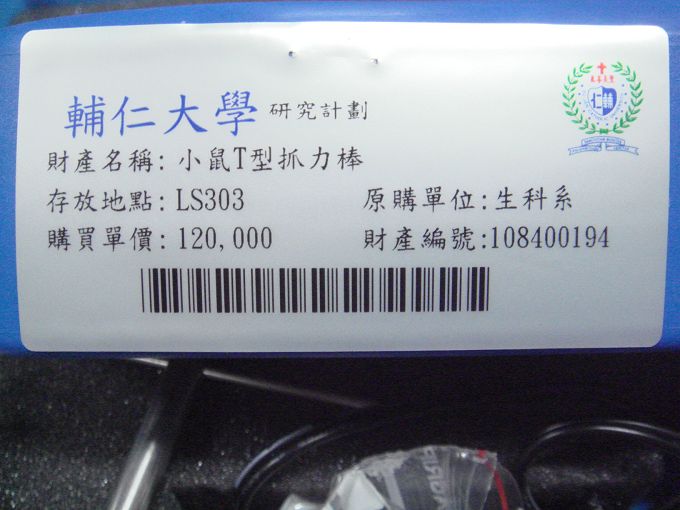 輔仁大學 研究計劃
財產名稱: 小鼠T型抓力棒
存放地點: LS303 原購單位: 生科系
購買單價: 120,000 財產編號:108400194